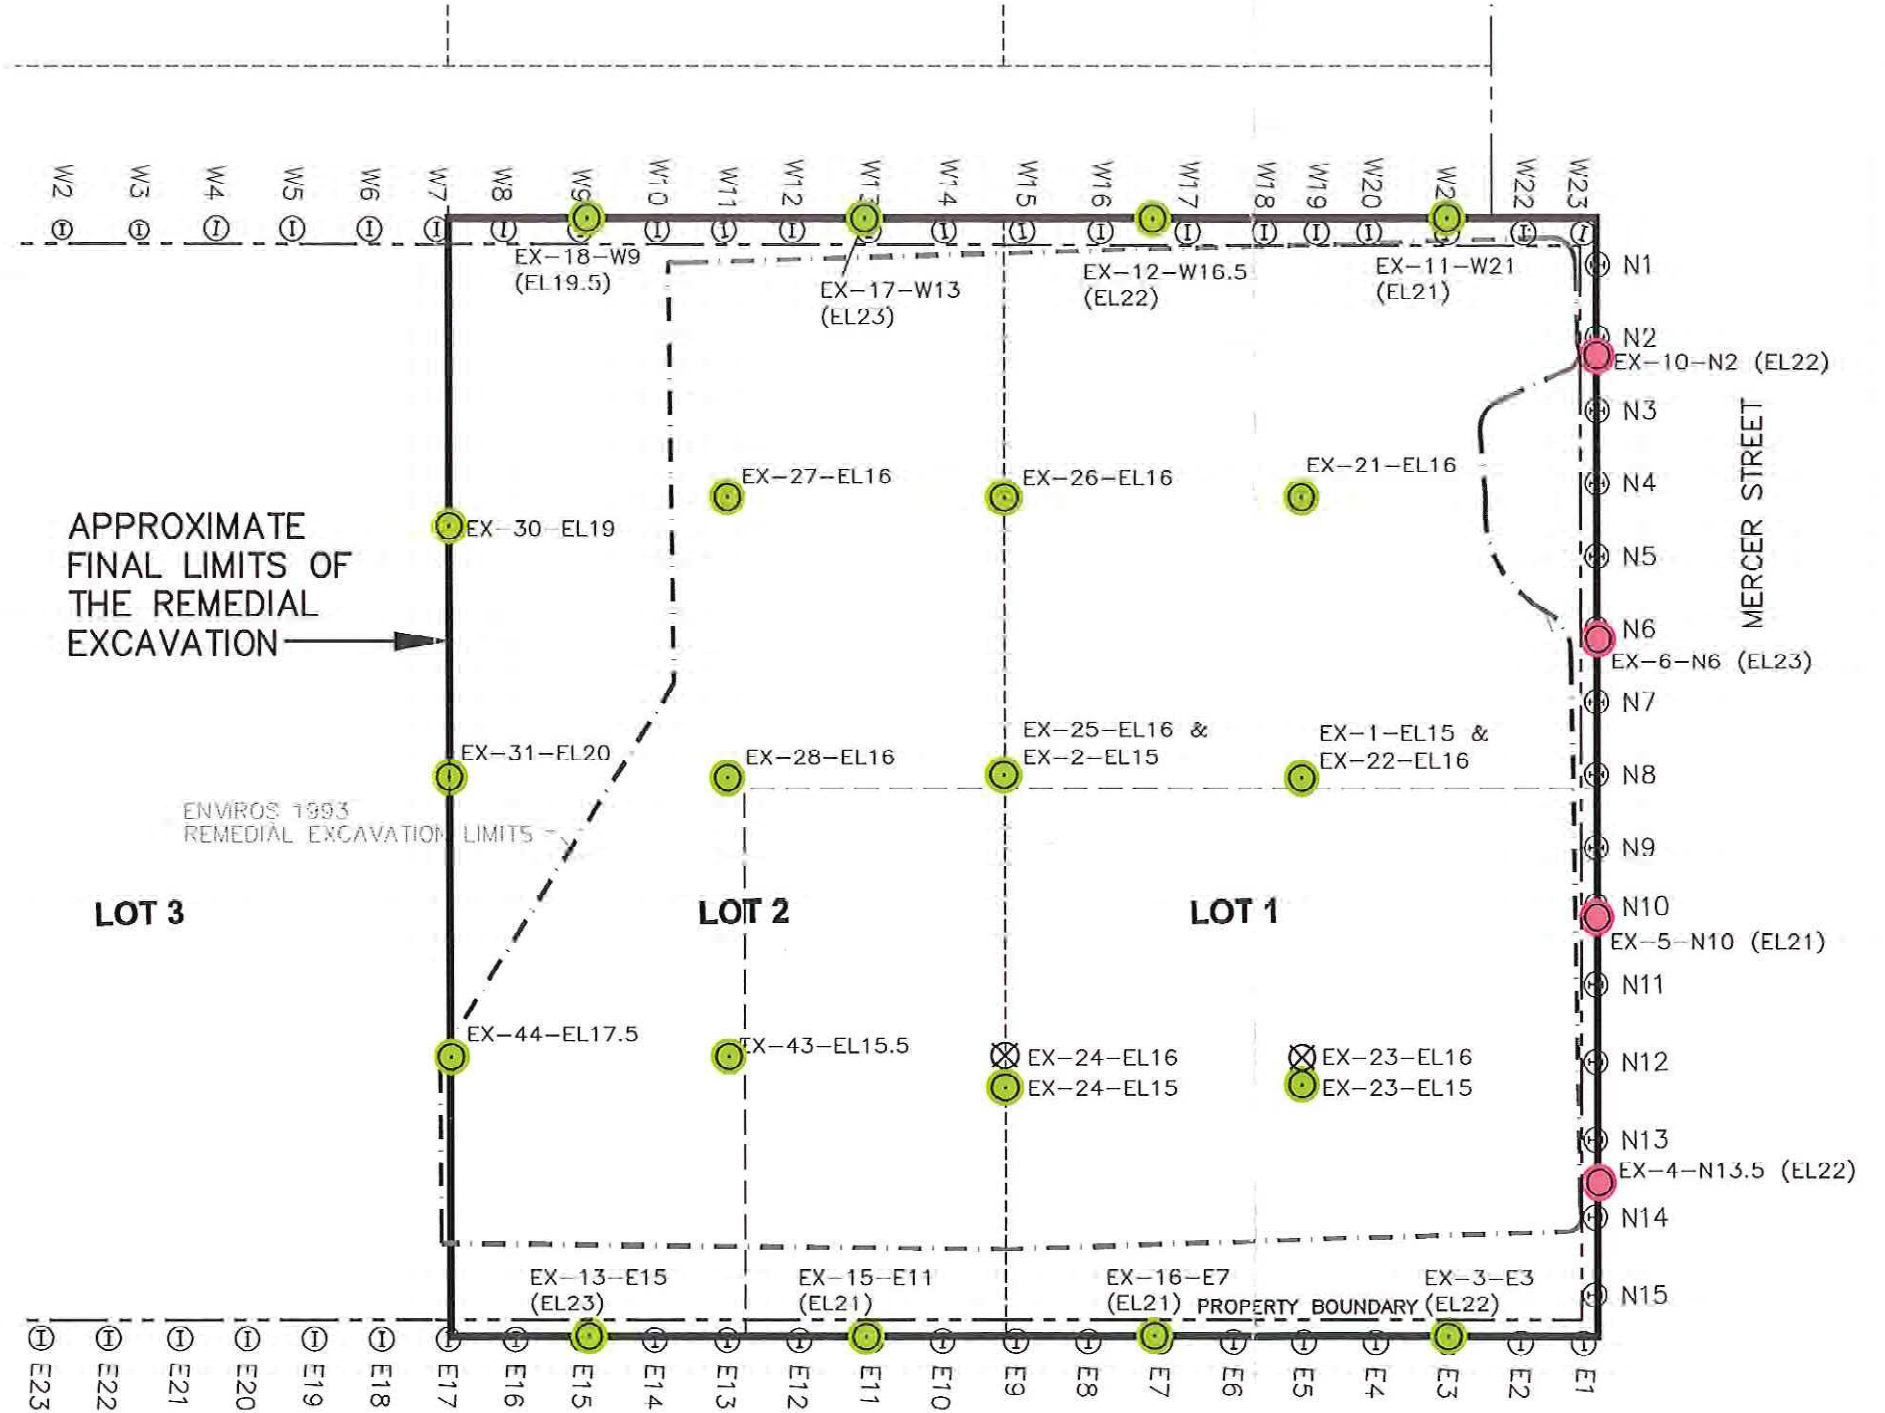 W2 W3 W4 W5 W6 W7 W8 W9 W10 W11 W12 W13 W14 W15 W16 W17 W18 W19 W20 W22 W23
EX-18-W9
(EL19.5)
EX-17-W13
(EL23)
EX-12-W16.5
(EL22)
EX-11-W21
(EL21)
N1
N2
EX-10-N2 (EL22)
N3
MERCER STREET
EX-27-EL16
EX-26-EL16
EX-21-EL16
N4
EX-30-EL19
N5
APPROXIMATE
FINAL LIMITS OF
THE REMEDIAL
EXCAVATION
N6
EX-6-N6 (EL23)
N7
EX-31-EL20
EX-28-EL16
EX-25-EL16 &
EX-2-EL15
EX-1-EL15 &
EX-22-EL16
N8
ENVIROS 1993
REMEDIAL EXCAVATION LIMITS
N9
LOT 3
LOT 2
LOT 1
N10
EX-5-N10 (EL21)
N11
EX-44-EL17.5
EX-43-EL15.5
EX-24-EL16
EX-24-EL15
EX-23-EL16
EX-23-EL15
N12
N13
EX-4-N13.5 (EL22)
N14
EX-13-E15
(EL23)
EX-15-E11
(EL21)
EX-16-E7
(EL21)
PROPERTY BOUNDARY
EX-3-E3
(EL22)
N15
E23 E22 E21 E20 E19 E18 E17 E16 E15 E14 E13 E12 E11 E10 E9 E8 E7 E6 E5 E4 E3 E2 E1